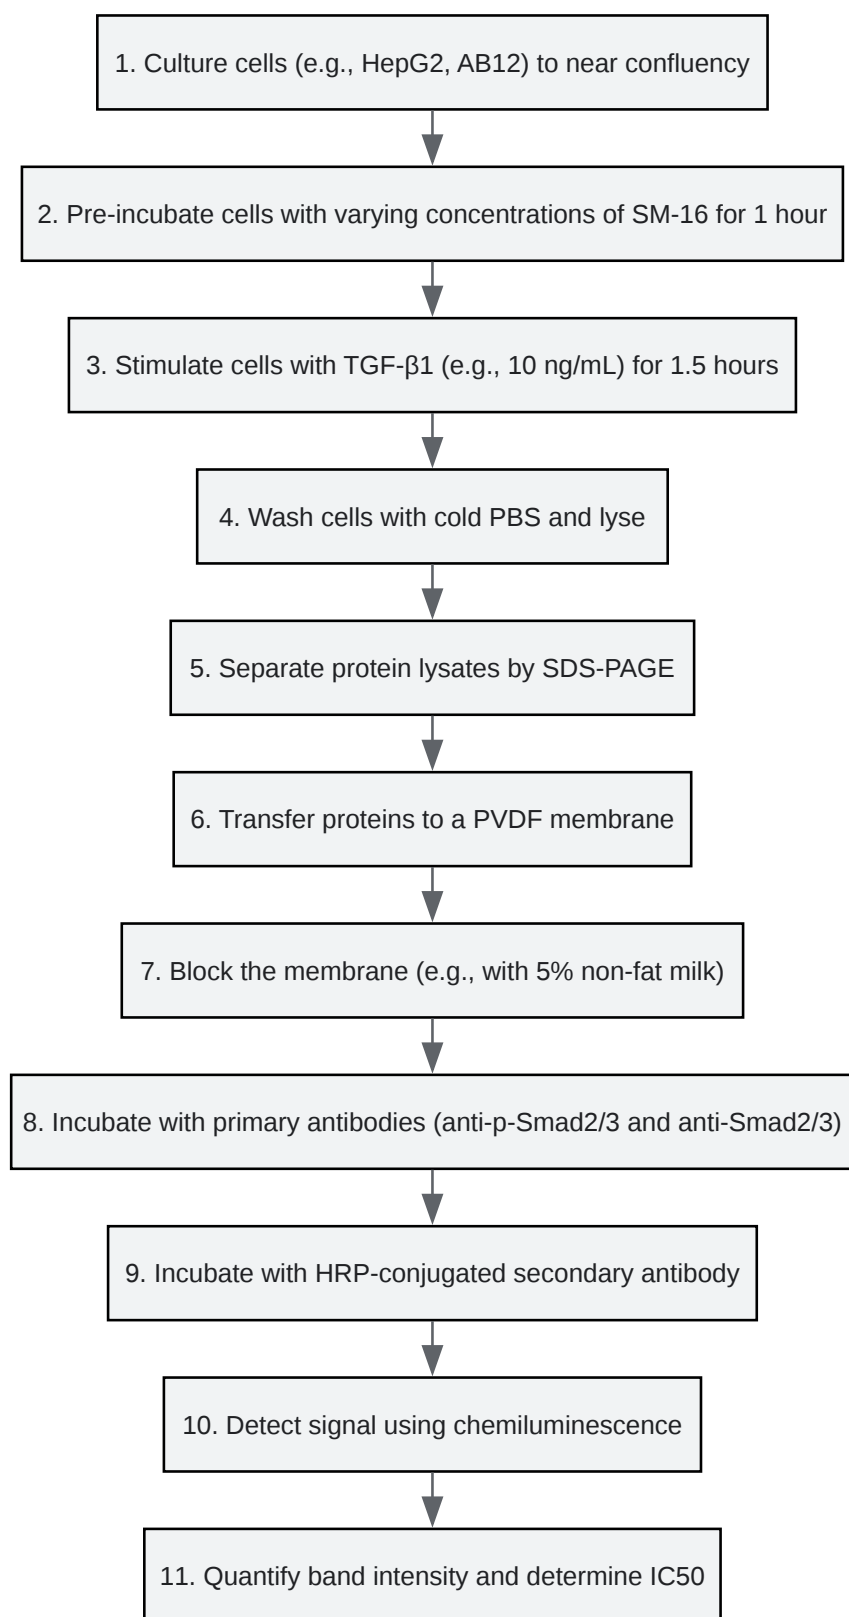 1. Culture cells (e.g., HepG2, AB12) to near confluency
2. Pre-incubate cells with varying concentrations of SM-16 for 1 hour
3. Stimulate cells with TGF-β1 (e.g., 10 ng/mL) for 1.5 hours
4. Wash cells with cold PBS and lyse
5. Separate protein lysates by SDS-PAGE
6. Transfer proteins to a PVDF membrane
7. Block the membrane (e.g., with 5% non-fat milk)
8. Incubate with primary antibodies (anti-p-Smad2/3 and anti-Smad2/3)
9. Incubate with HRP-conjugated secondary antibody
10. Detect signal using chemiluminescence
11. Quantify band intensity and determine IC50